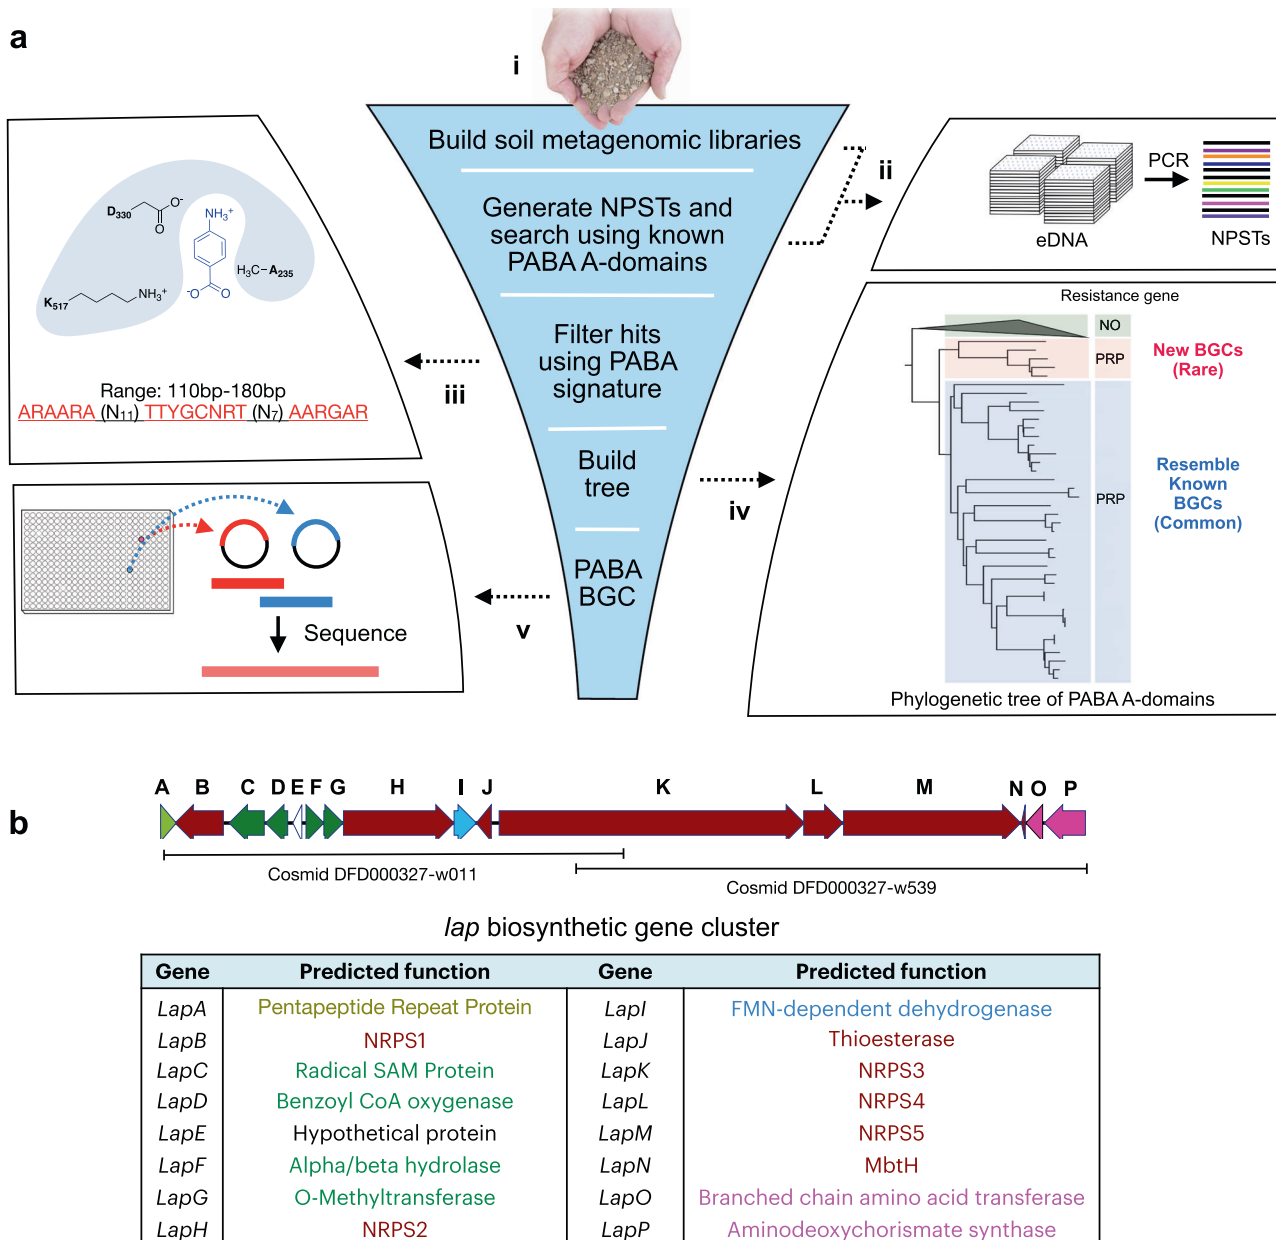 a
i
Build soil metagenomic libraries
Generate NPSTs and
search using known
PABA A-domains
Filter hits
using PABA
signature
Build
tree
PABA
BGC
ii
eDNA
PCR
NPSTs
iii
D330
O-
O
NH3+
H3C-A235
-O
O
K517
NH3+
Range: 110bp-180bp
ARAARA (N11) TTYGCNRT (N7) AARGAR
iv
Resistance gene
NO
PRP
New BGCs
(Rare)
PRP
Resemble
Known
BGCs
(Common)
Phylogenetic tree of PABA A-domains
v
Sequence
b
A B C D E F G H I J K L M N O P
Cosmid DFD000327-w011
Cosmid DFD000327-w539
lap biosynthetic gene cluster
Gene Predicted function Gene Predicted function
LapA Pentapeptide Repeat Protein LapI FMN-dependent dehydrogenase
LapB NRPS1 LapJ Thioesterase
LapC Radical SAM Protein LapK NRPS3
LapD Benzoyl CoA oxygenase LapL NRPS4
LapE Hypothetical protein LapM NRPS5
LapF Alpha/beta hydrolase LapN MbtH
LapG O-Methyltransferase LapO Branched chain amino acid transferase
LapH NRPS2 LapP Aminodeoxychorismate synthase